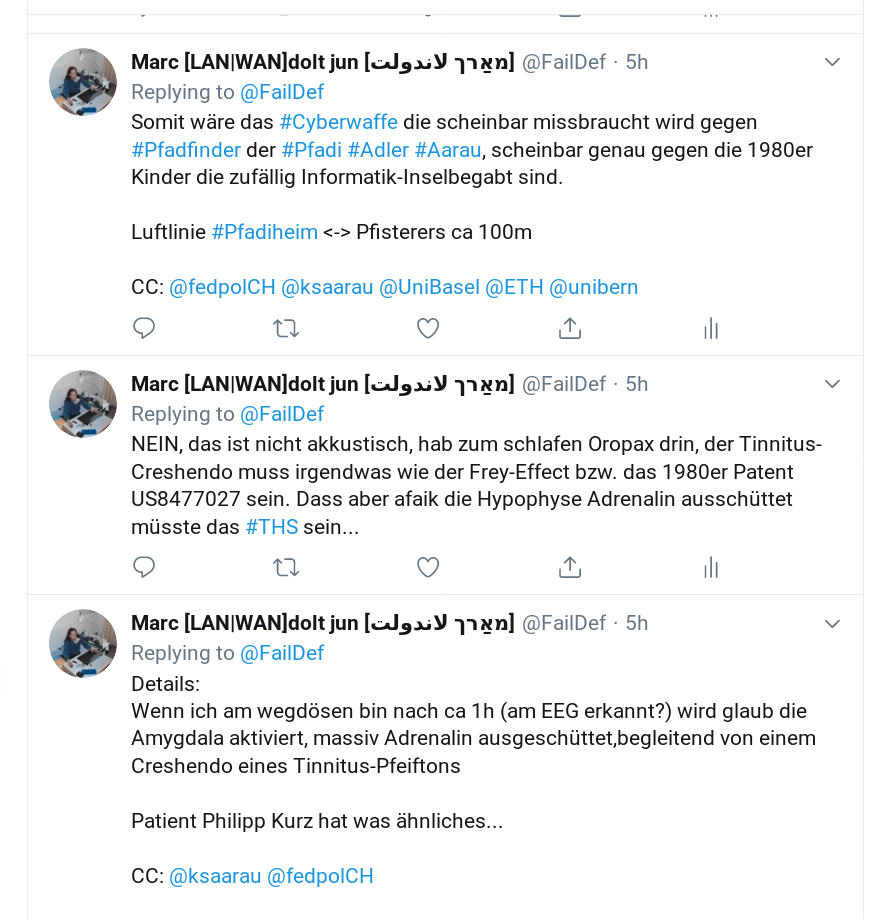 Marc [LAN|WAN]dolt jun [מאַרך لاندولت] @FailDef · 5h
Replying to @FailDef
Somit wäre das #Cyberwaffe die scheinbar missbraucht wird gegen
#Pfadfinder der #Pfadi #Adler #Aarau, scheinbar genau gegen die 1980er
Kinder die zufällig Informatik-Inselbegabt sind.
Luftlinie #Pfadiheim <-> Pfisterers ca 100m
CC: @fedpolCH @ksaarau @UniBasel @ETH @unibern
Marc [LAN|WAN]dolt jun [מאַרך لاندولت] @FailDef · 5h
Replying to @FailDef
NEIN, das ist nicht akkustisch, hab zum schlafen Oropax drin, der Tinnitus-
Creshendo muss irgendwas wie der Frey-Effect bzw. das 1980er Patent
US8477027 sein. Dass aber afaik die Hypophyse Adrenalin ausschüttet
müsste das #THS sein...
Marc [LAN|WAN]dolt jun [מאַרך لاندولت] @FailDef · 5h
Replying to @FailDef
Details:
Wenn ich am wegdösen bin nach ca 1h (am EEG erkannt?) wird glaub die
Amygdala aktiviert, massiv Adrenalin ausgeschüttet,begleitend von einem
Creshendo eines Tinnitus-Pfeiftons
Patient Philipp Kurz hat was ähnliches...
CC: @ksaarau @fedpolCH